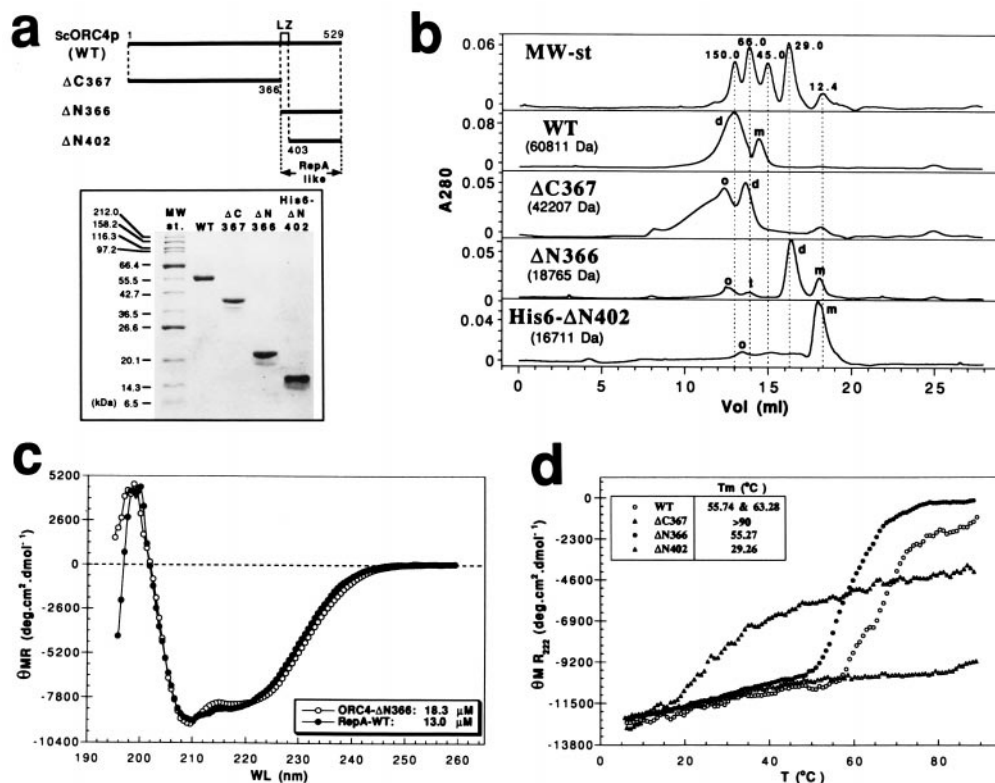 a
LZ
scORC4p
(WT)
1
529
ΔC367
366
ΔN366
ΔN402
403
RepA
like
MW
st.
WT
ΔC
367
ΔN
366
His6-
ΔN
402
212.0
158.2
116.3
97.2
66.4
55.5
42.7
36.5
26.6
20.1
14.3
(kDa) 6.5
b
A280
0.06
0
MW-st
150.0
66.0
45.0
29.0
12.4
0.08
0
WT
(60811 Da)
d
m
0.05
0
ΔC367
(42207 Da)
o
d
0.05
0
ΔN366
(18765 Da)
o
t
d
m
0.04
0
His6-ΔN402
(16711 Da)
o
m
0 5 10 15 20 25
Vol (ml)
c
θMR (deg.cm².dmol⁻¹)
5200
2600
0
-2600
-5200
-7800
-10400
ORC4-ΔN366: 18.3 µM
RepA-WT: 13.0 µM
190 200 210 220 230 240 250 260
WL (nm)
d
θMR₂₂₂ (deg.cm².dmol⁻¹)
0
-2300
-4600
-6900
-9200
-11500
-13800
Tm (°C)
WT 55.74 & 63.28
ΔC367 >90
ΔN366 55.27
ΔN402 29.26
0 20 40 60 80
T (°C)